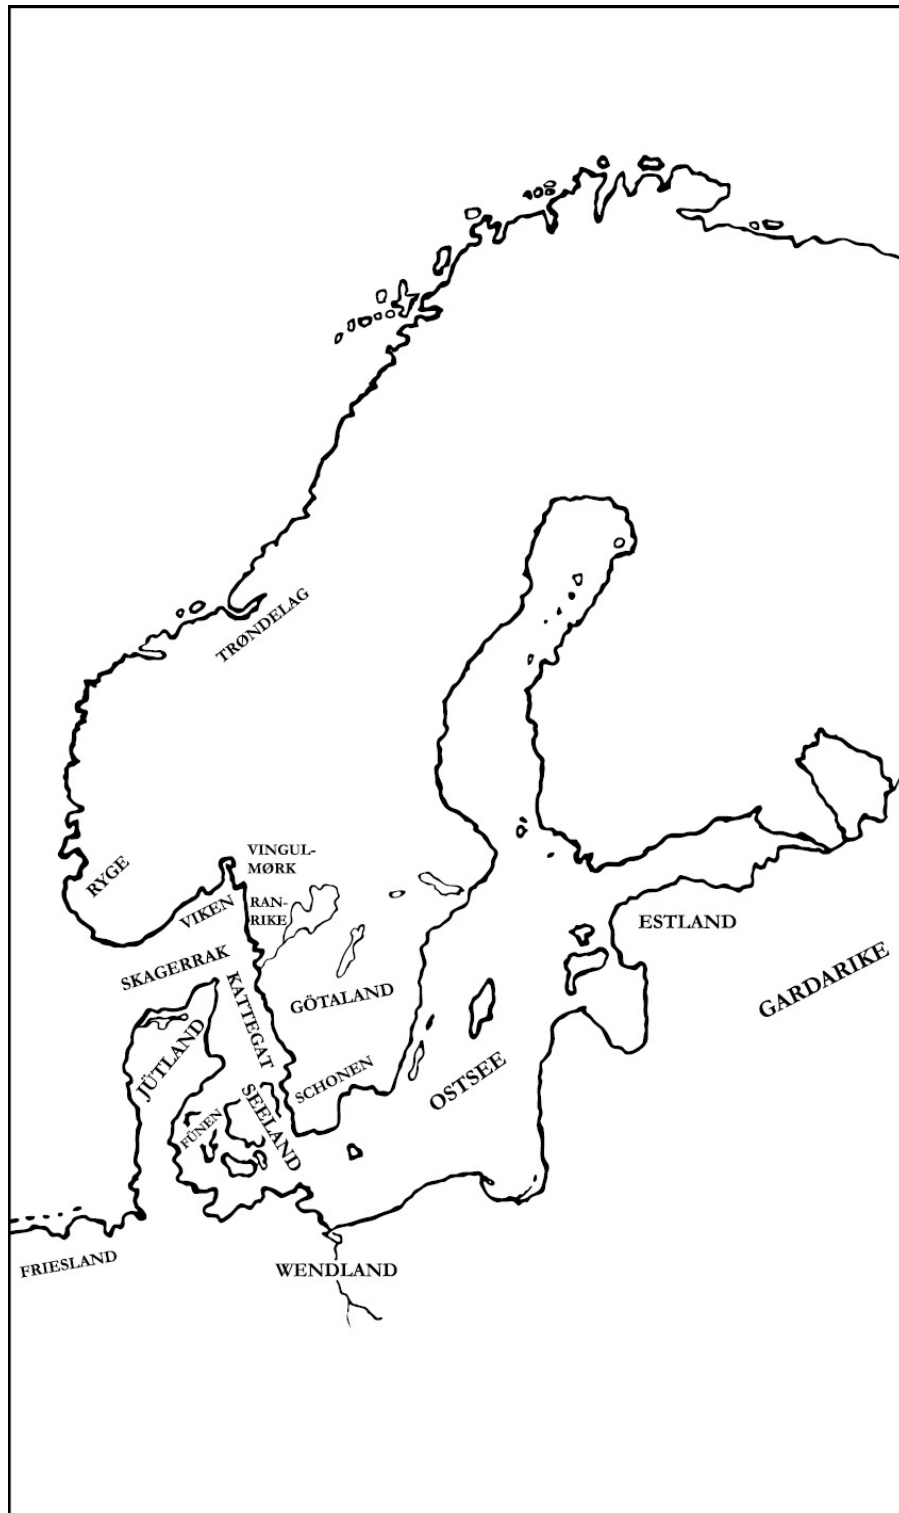 TRØNDELAG
VINGUL-
MØRK
RYGE
RAN-
RIKE
VIKEN
ESTLAND
SKAGERRAK
GARDARIKE
KATTEGAT
GÖTALAND
JÜTLAND
SCHONEN
OSTSEE
SEELAND
FÜNEN
FRIESLAND
WENDLAND